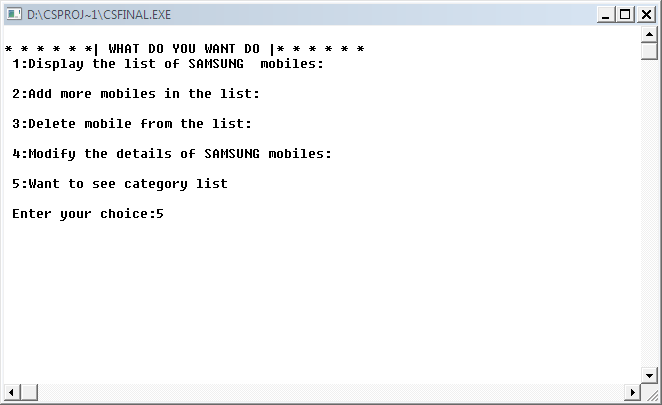 D:\CSPROJ~1\CSFINAL.EXE
* * * * * *| WHAT DO YOU WANT DO |* * * * * *
1:Display the list of SAMSUNG  mobiles:
2:Add more mobiles in the list:
3:Delete mobile from the list:
4:Modify the details of SAMSUNG mobiles:
5:Want to see category list
Enter your choice:5